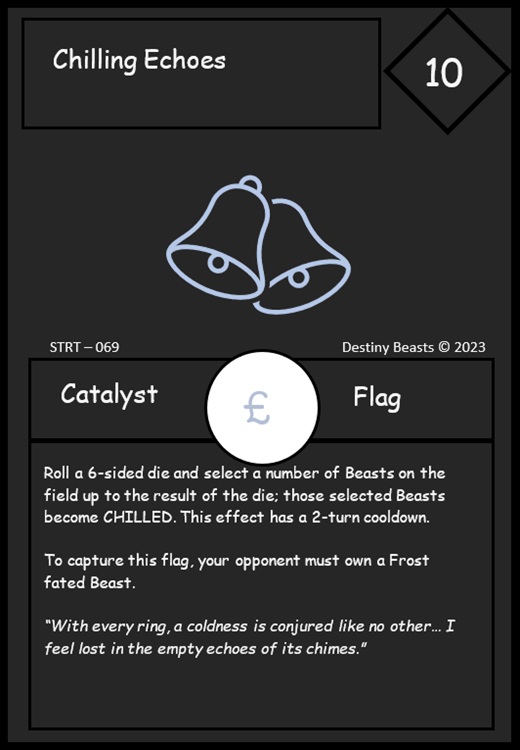 Chilling Echoes
10
STRT – 069
Destiny Beasts © 2023
Catalyst
£
Flag
Roll a 6-sided die and select a number of Beasts on the
field up to the result of the die; those selected Beasts
become CHILLED. This effect has a 2-turn cooldown.
To capture this flag, your opponent must own a Frost
fated Beast.
“With every ring, a coldness is conjured like no other... I
feel lost in the empty echoes of its chimes.”